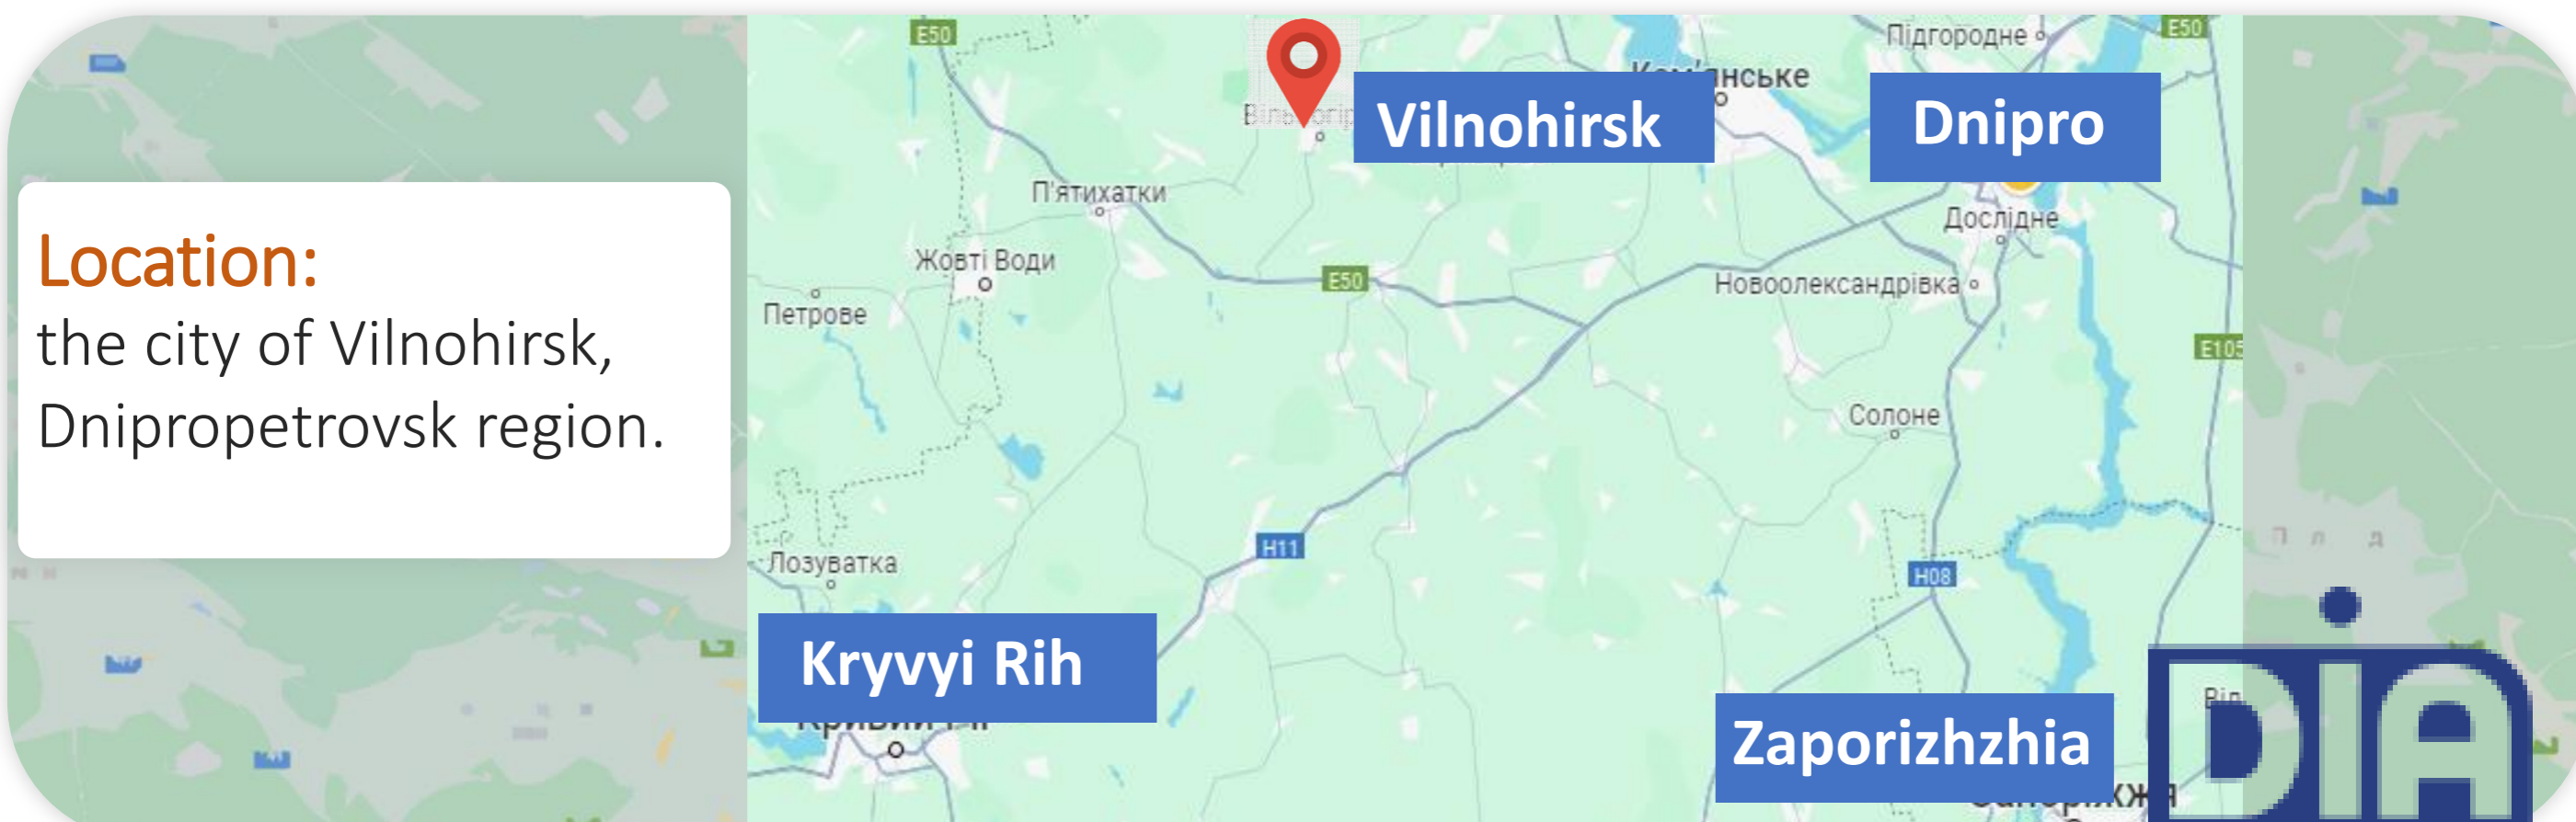 Location:
the city of Vilnohirsk,
Dnipropetrovsk region.
E50
Підгородне
E50
Vilnohirsk
Dnipro
П'ятихатки
Дослідне
Жовті Води
E50
Новоолександрівка
Петрове
E105
Солоне
H11
Лозуватка
H08
Kryvyi Rih
Zaporizhzhia
DIA